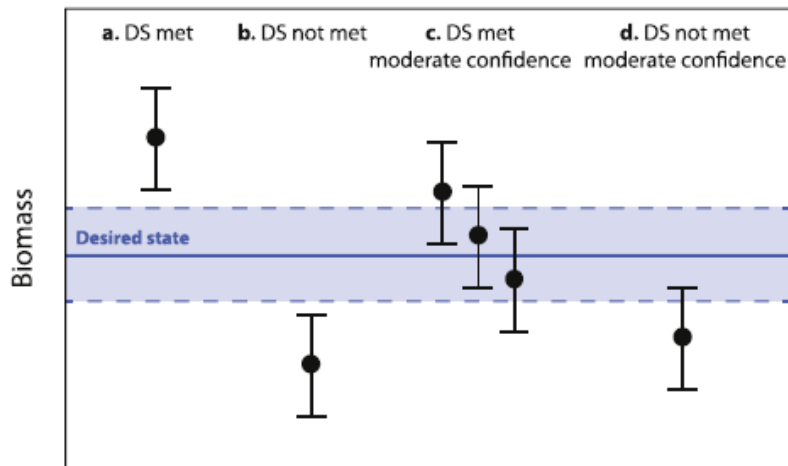 a. DS met
b. DS not met
c. DS met
moderate confidence
d. DS not met
moderate confidence
Desired state
Biomass